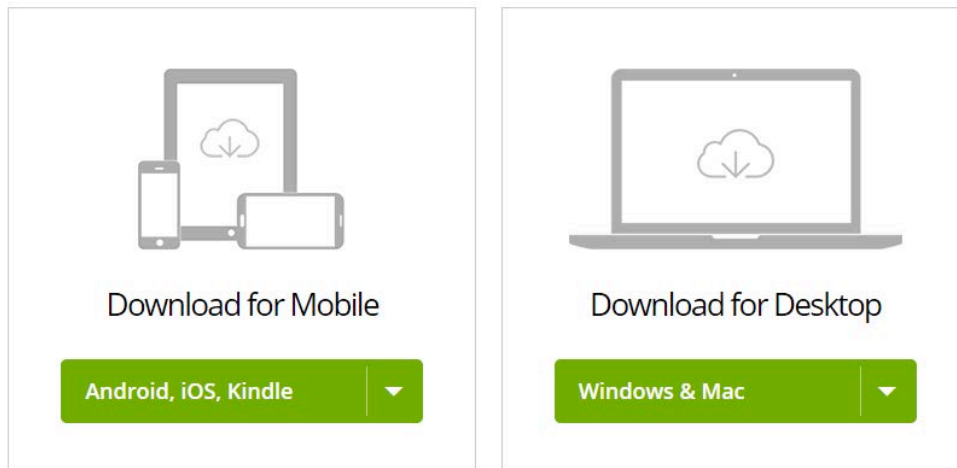 Download for Mobile
Android, iOS, Kindle
Download for Desktop
Windows & Mac